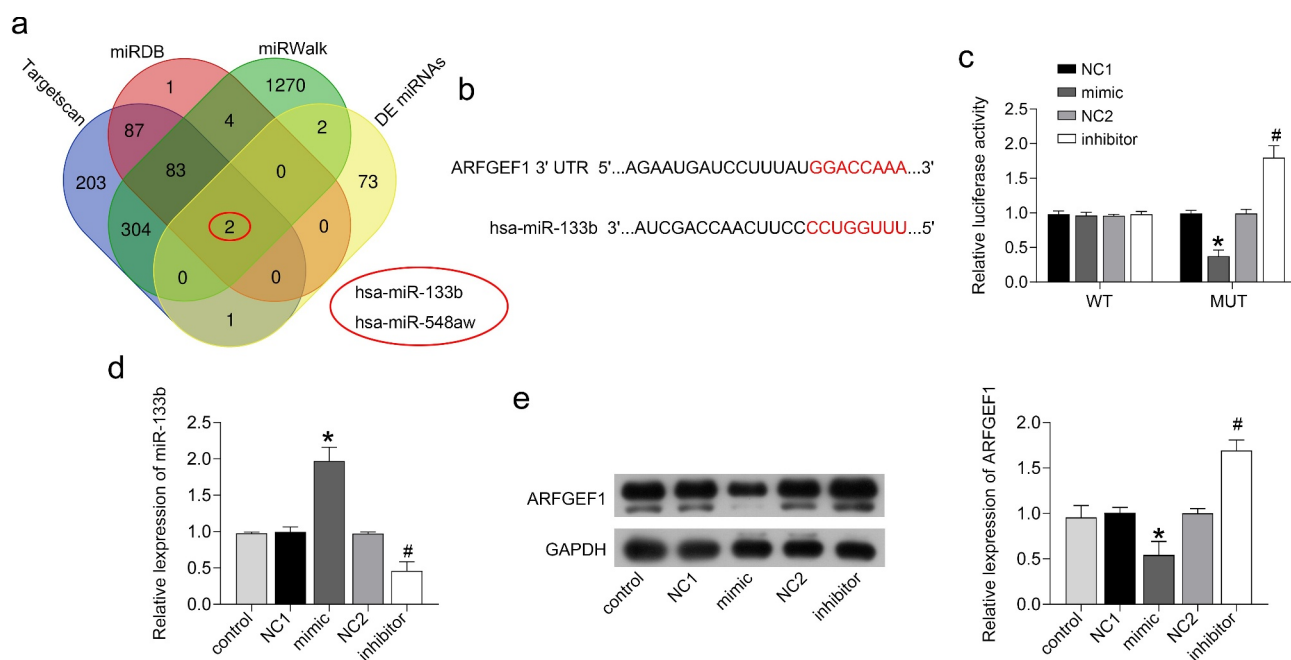 a
miRDB
miRWalk
Targetscan
DE miRNAs
1
1270
87
4
2
203
83
0
73
304
2
0
0
0
1
hsa-miR-133b
hsa-miR-548aw
b
ARFGEF1 3' UTR 5'...AGAAUGAUCCUUUAUGGACCAAA...3'
hsa-miR-133b 3'...AUCGACCAACUUCCCCUGGUUU...5'
c
NC1
mimic
NC2
inhibitor
Relative luciferase activity
2.5
2.0
1.5
1.0
0.5
0.0
*
#
WT
MUT
d
Relative lexpression of miR-133b
2.5
2.0
1.5
1.0
0.5
0.0
*
#
control
NC1
mimic
NC2
inhibitor
e
ARFGEF1
GAPDH
control
NC1
mimic
NC2
inhibitor
Relative lexpression of ARFGEF1
2.0
1.5
1.0
0.5
0.0
*
#
control
NC1
mimic
NC2
inhibitor